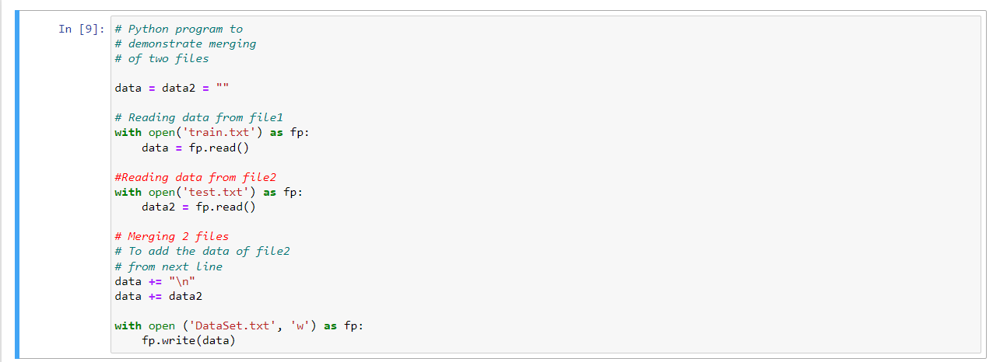 In [9]: # Python program to
# demonstrate merging
# of two files
data = data2 = ""
# Reading data from file1
with open('train.txt') as fp:
    data = fp.read()
#Reading data from file2
with open('test.txt') as fp:
    data2 = fp.read()
# Merging 2 files
# To add the data of file2
# from next line
data += "\n"
data += data2
with open ('DataSet.txt', 'w') as fp:
    fp.write(data)